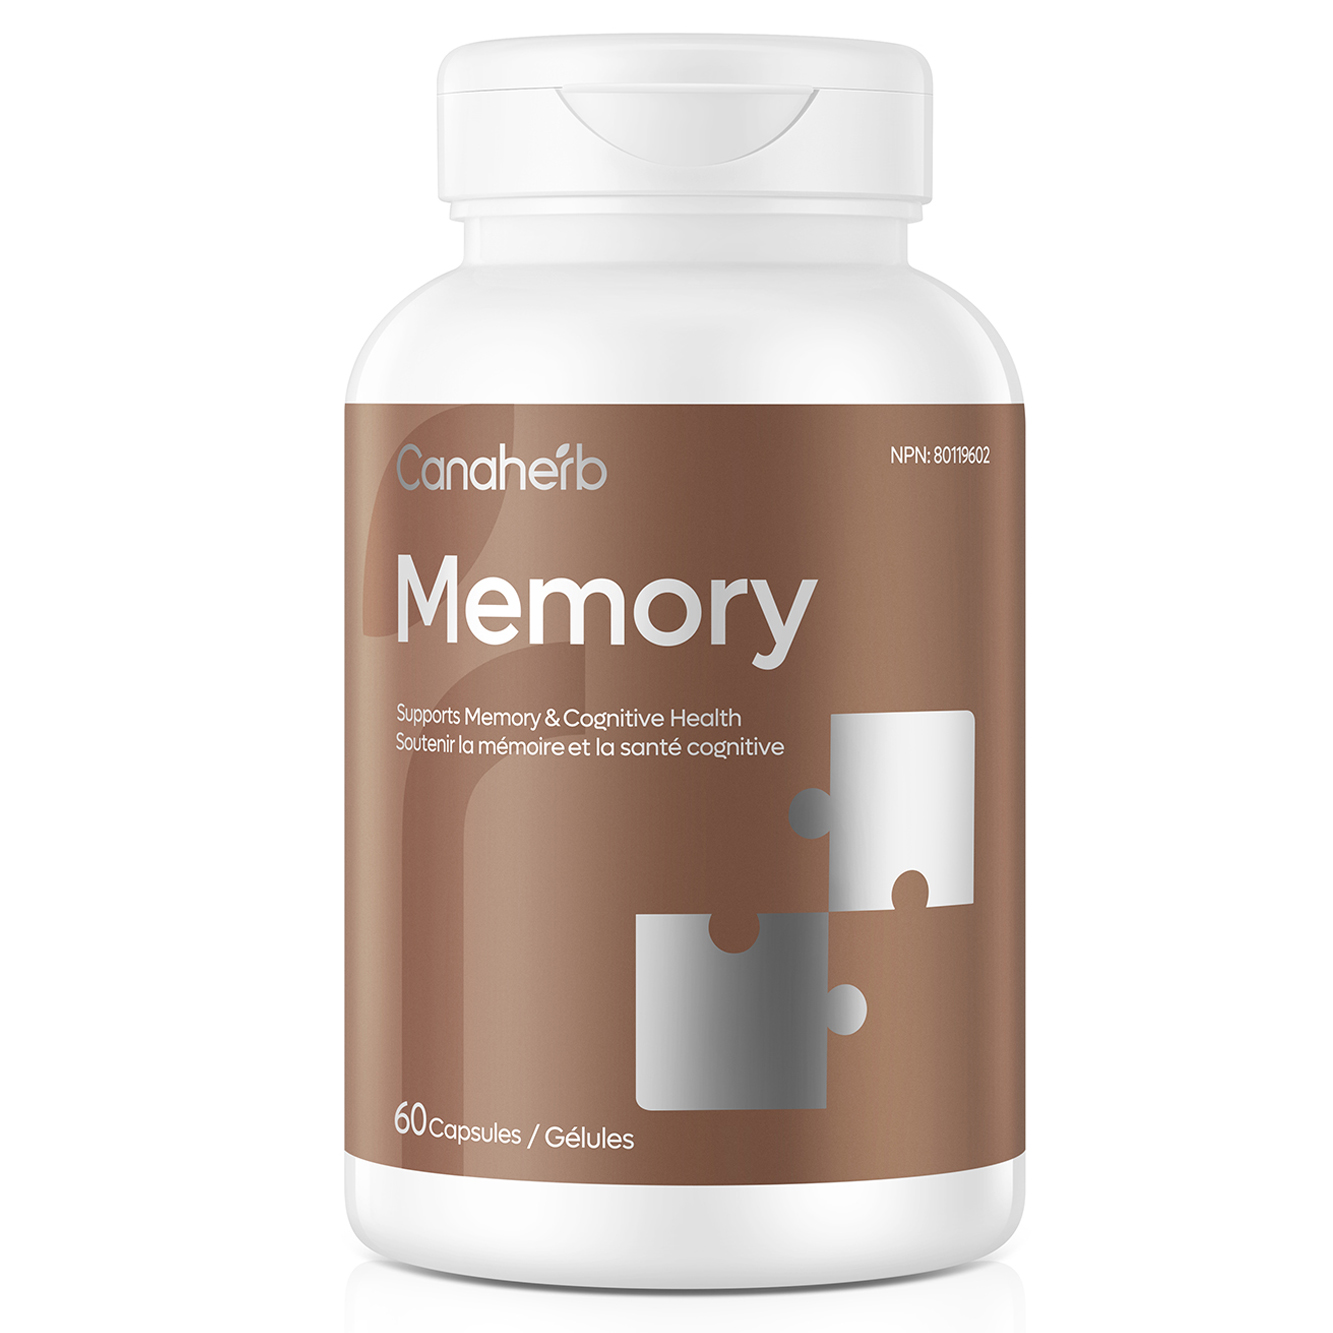 Canaherb
NPN: 80119602
Memory
Supports Memory & Cognitive Health
Soutenir la mémoire et la santé cognitive
60 Capsules / Gélules